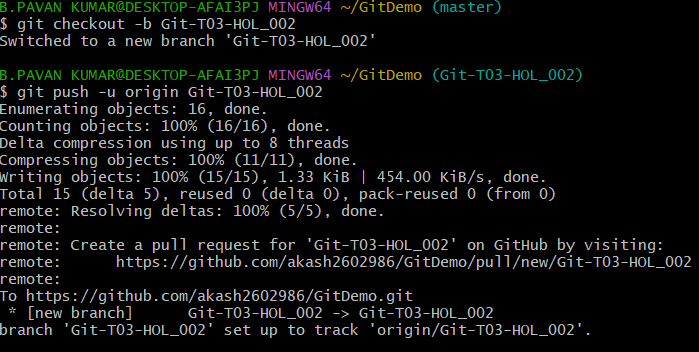 B.PAVAN KUMAR@DESKTOP-AFAI3PJ MINGW64 ~/GitDemo (master)
$ git checkout -b Git-T03-HOL_002
Switched to a new branch 'Git-T03-HOL_002'
B.PAVAN KUMAR@DESKTOP-AFAI3PJ MINGW64 ~/GitDemo (Git-T03-HOL_002)
$ git push -u origin Git-T03-HOL_002
Enumerating objects: 16, done.
Counting objects: 100% (16/16), done.
Delta compression using up to 8 threads
Compressing objects: 100% (11/11), done.
Writing objects: 100% (15/15), 1.33 KiB | 454.00 KiB/s, done.
Total 15 (delta 5), reused 0 (delta 0), pack-reused 0 (from 0)
remote: Resolving deltas: 100% (5/5), done.
remote:
remote: Create a pull request for 'Git-T03-HOL_002' on GitHub by visiting:
remote:      https://github.com/akash2602986/GitDemo/pull/new/Git-T03-HOL_002
remote:
To https://github.com/akash2602986/GitDemo.git
 * [new branch]      Git-T03-HOL_002 -> Git-T03-HOL_002
branch 'Git-T03-HOL_002' set up to track 'origin/Git-T03-HOL_002'.